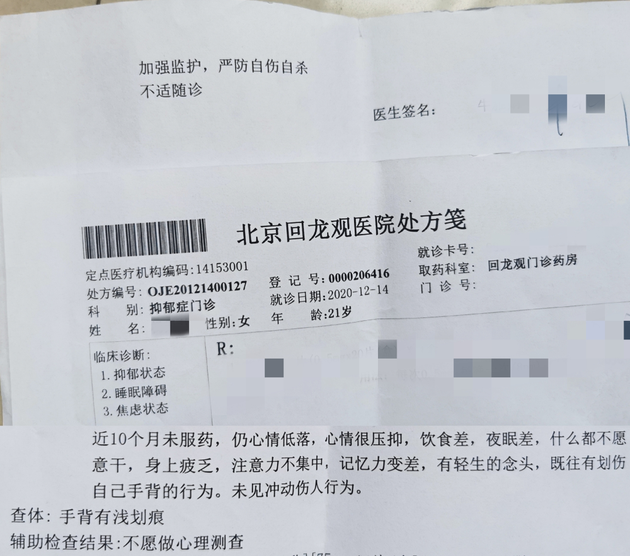 加强监护，严防自伤自杀
不适随诊
医生签名：
北京回龙观医院处方笺
定点医疗机构编码:14153001
处方编号: OJE20121400127
登 记 号:0000206416
就诊卡号:
科 别: 抑郁症门诊
就诊日期:2020-12-14
取药科室: 回龙观门诊药房
姓 名:
性别:女
年 龄:21岁
门 诊 号:
临床诊断:
R:
1. 抑郁状态
2. 睡眠障碍
3. 焦虑状态
近10个月未服药，仍心情低落，心情很压抑，饮食差，夜眠差，什么都不愿
意干，身上疲乏，注意力不集中，记忆力变差，有轻生的念头，既往有划伤
自己手背的行为。未见冲动伤人行为。
查体: 手背有浅划痕
辅助检查结果:不愿做心理测查